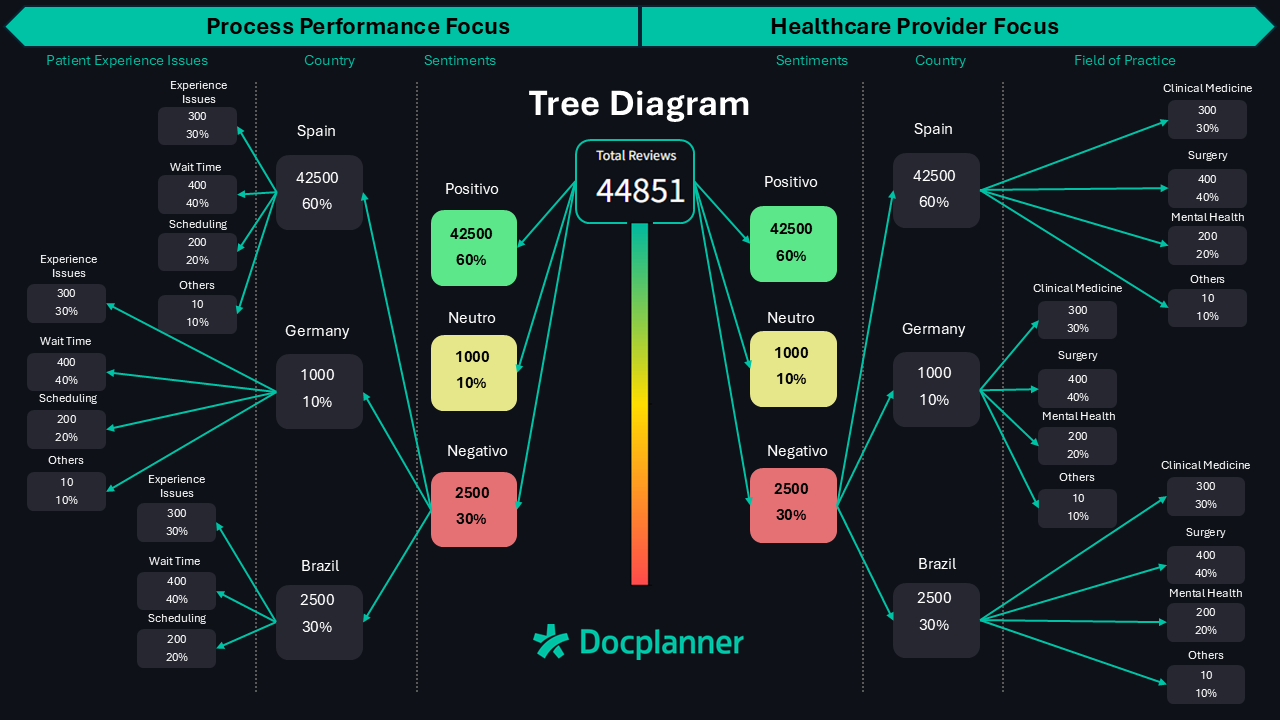 Process Performance Focus
Healthcare Provider Focus
Patient Experience Issues
Country
Sentiments
Sentiments
Country
Field of Practice
Tree Diagram
Total Reviews
44851
Experience
Issues
300
30%
Wait Time
400
40%
Scheduling
200
20%
Others
10
10%
Experience
Issues
300
30%
Wait Time
400
40%
Scheduling
200
20%
Others
10
10%
Experience
Issues
300
30%
Wait Time
400
40%
Scheduling
200
20%
Spain
42500
60%
Germany
1000
10%
Brazil
2500
30%
Positivo
42500
60%
Neutro
1000
10%
Negativo
2500
30%
Positivo
42500
60%
Neutro
1000
10%
Negativo
2500
30%
Spain
42500
60%
Germany
1000
10%
Brazil
2500
30%
Clinical Medicine
300
30%
Surgery
400
40%
Mental Health
200
20%
Others
10
10%
Clinical Medicine
300
30%
Surgery
400
40%
Mental Health
200
20%
Others
10
10%
Clinical Medicine
300
30%
Surgery
400
40%
Mental Health
200
20%
Others
10
10%
Docplanner